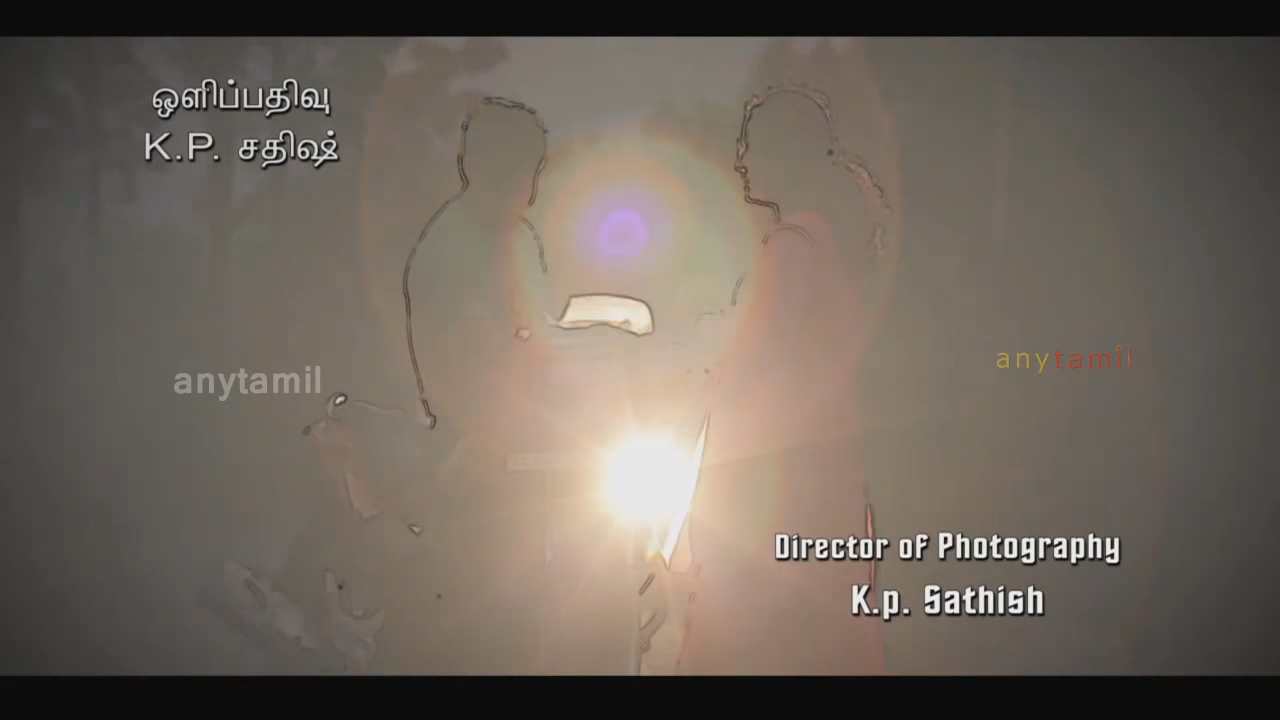 ஒளிப்பதிவு
K.P. சதிஷ்
anytamil
anytamil
Director of Photography
K.p. Sathish